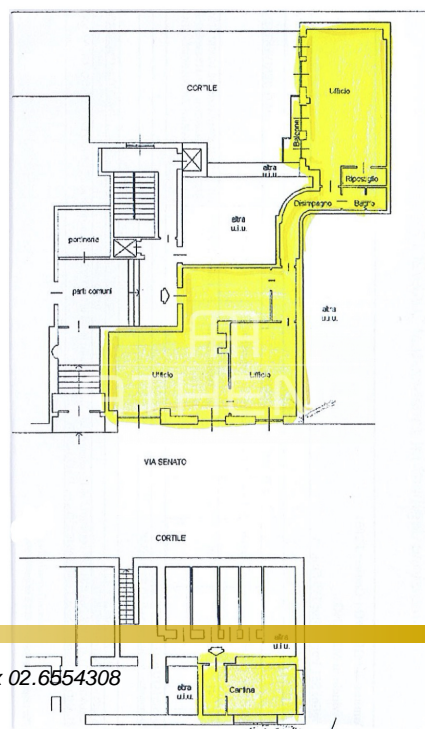 CORTILE
Ufficio
Balcone
altra
u.i.u.
Ripostiglio
Disimpegno
Bagno
altra
u.i.u.
portineria
parti comuni
altra
u.i.u.
ATHENA
Ufficio
Ufficio
VIA SENATO
CORTILE
altra
u.i.u.
x 02.6554308
altra
u.i.u.
Cantina